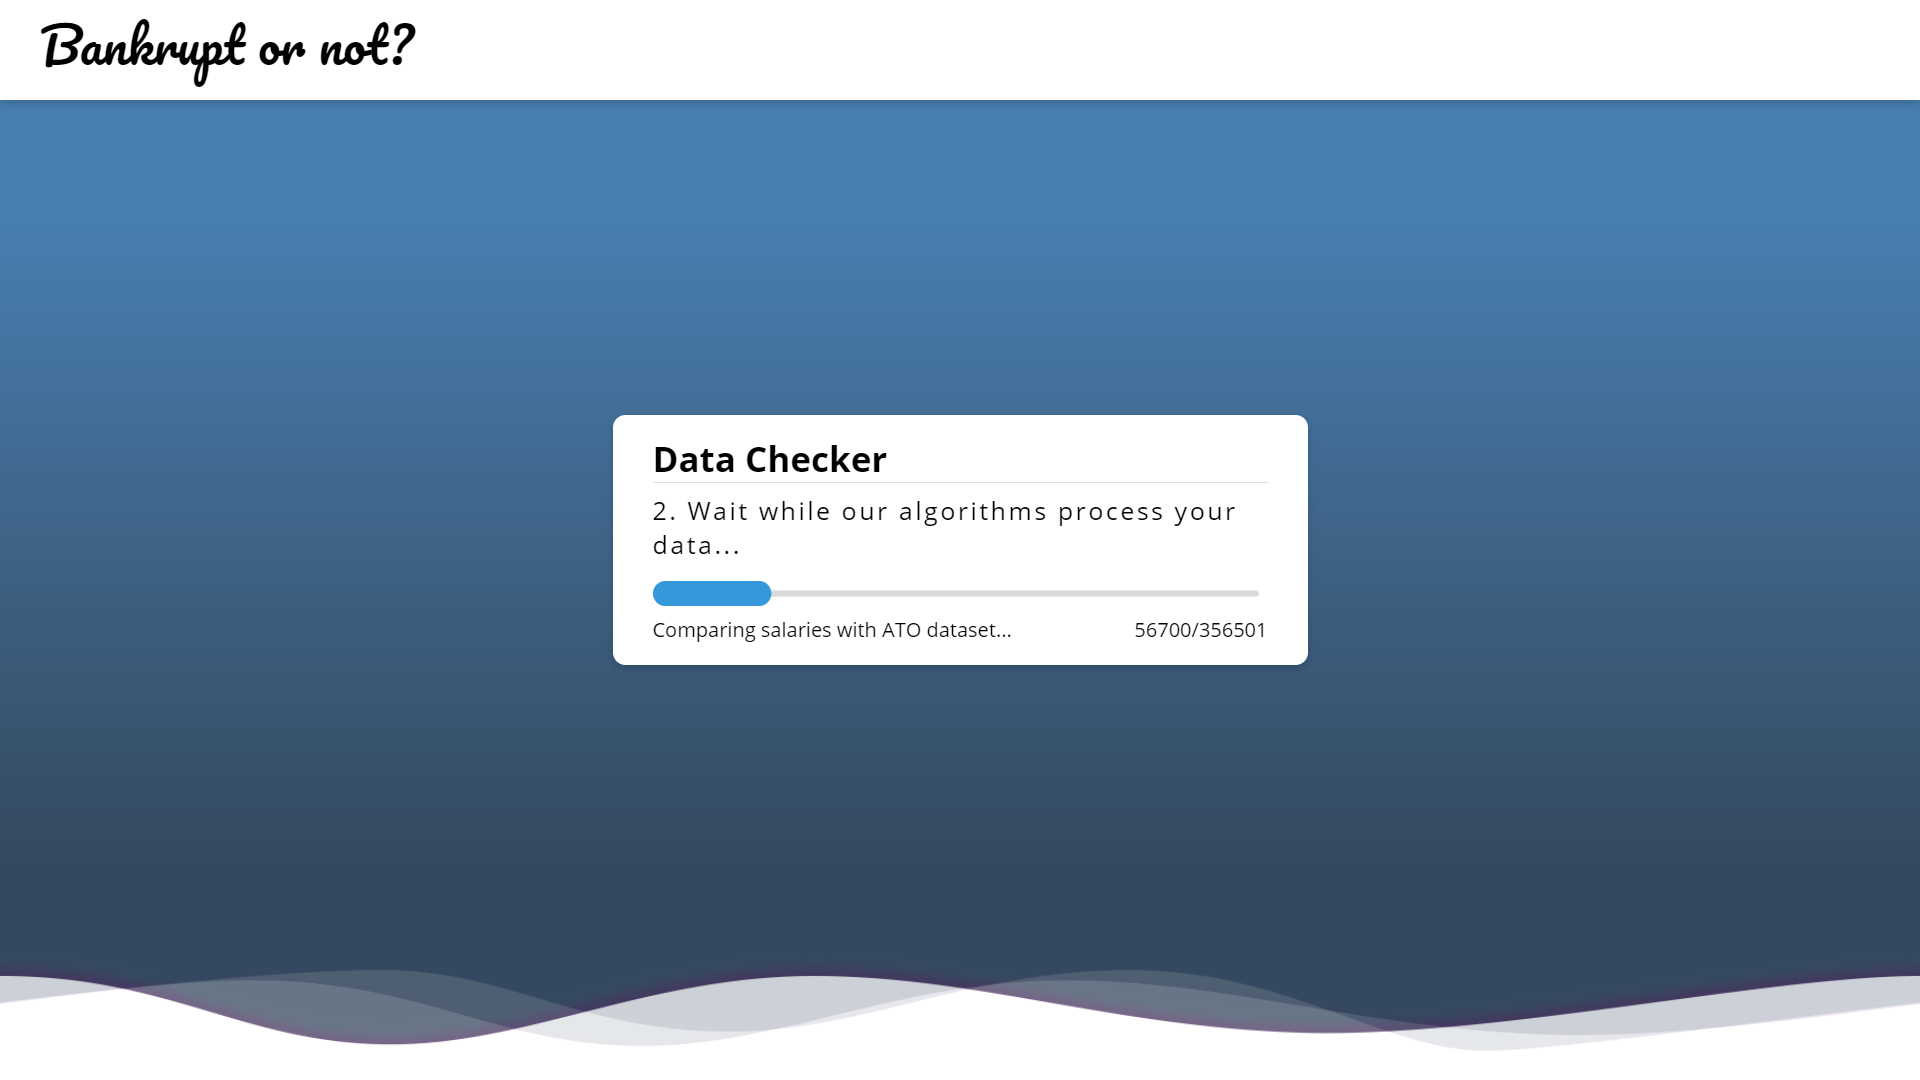 Bankrupt or not?
Data Checker
2. Wait while our algorithms process your
data...
Comparing salaries with ATO dataset... 56700/356501